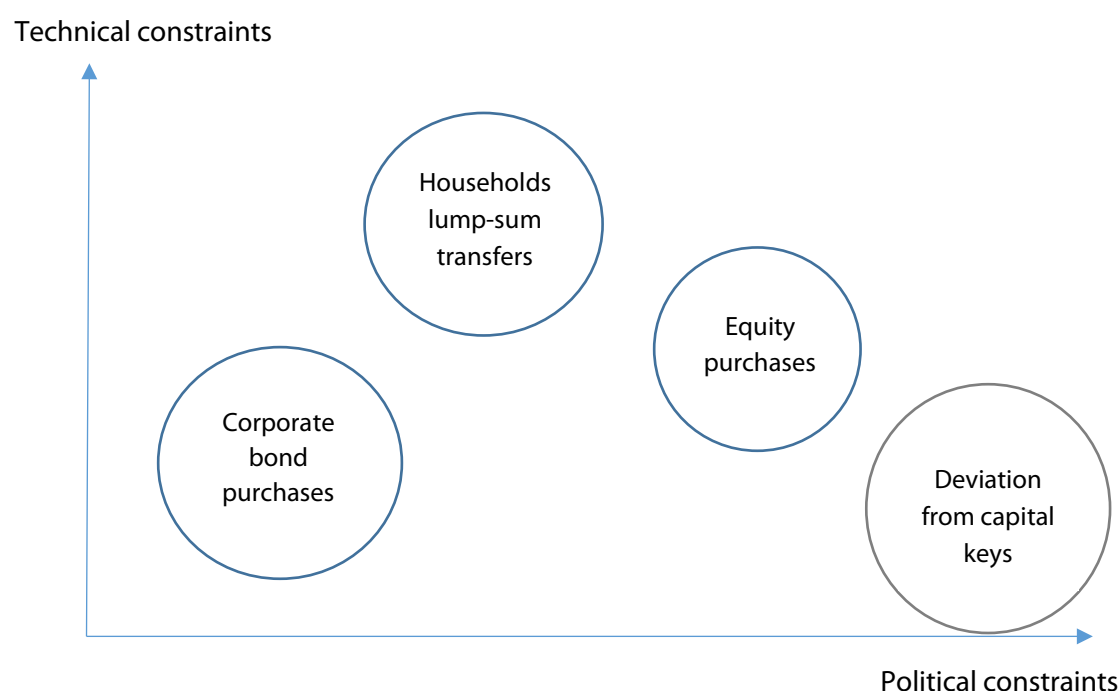 Technical constraints
Households
lump-sum
transfers
Equity
purchases
Corporate
bond
purchases
Deviation
from capital
keys
Political constraints